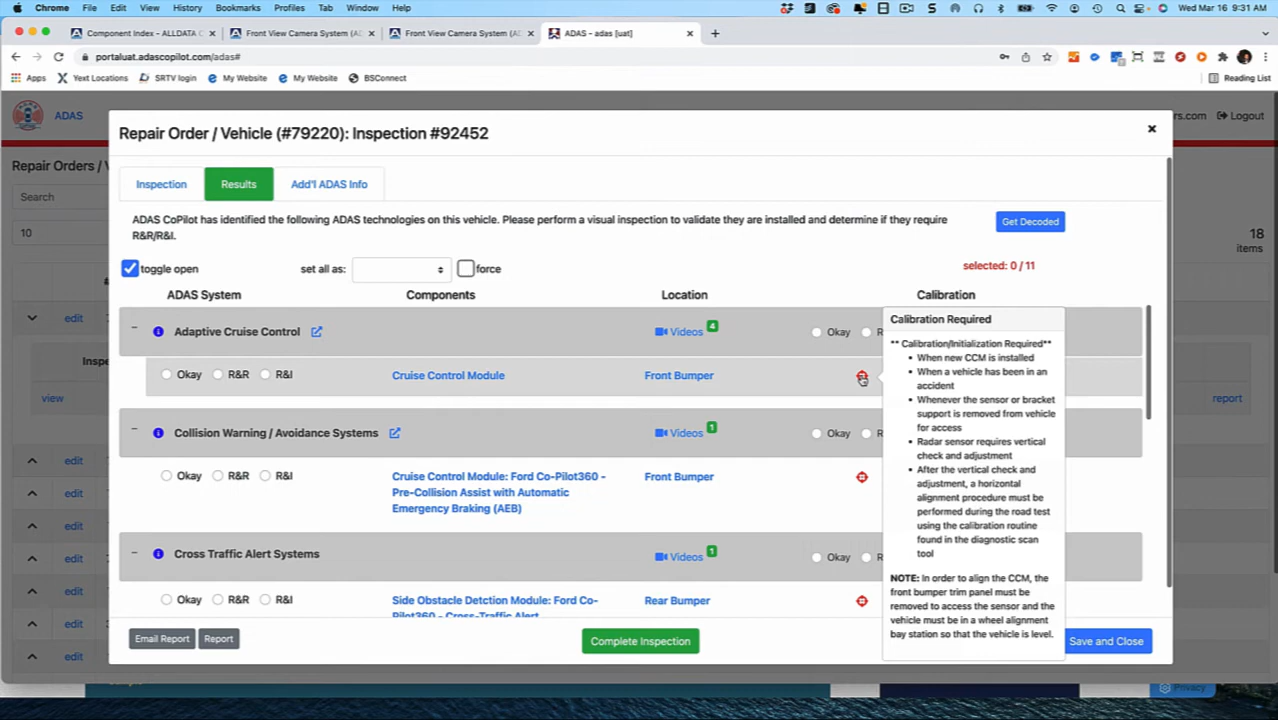 Chrome File Edit View History Bookmarks Profiles Tab Window Help Wed Mar 16 9:31 AM
Component Index - ALLDATA C × Front View Camera System (AD × Front View Camera System (AD × ADAS - adas [uat] × +
portaluat.adascopilot.com/adas#
Apps Yext Locations SRTV login My Website My Website BSConnect Reading List
ADAS rs.com Logout
Repair Orders / V
Search
10
18
items
edit
Inspe
view report
edit
edit
edit
edit
edit
edit
edit
Privacy
Repair Order / Vehicle (#79220): Inspection #92452 ×
Inspection Results Add'l ADAS Info
ADAS CoPilot has identified the following ADAS technologies on this vehicle. Please perform a visual inspection to validate they are installed and determine if they require
R&R/R&I.
Get Decoded
toggle open set all as: force selected: 0 / 11
ADAS System Components Location Calibration
Adaptive Cruise Control Videos 4 Okay R
Okay R&R R&I Cruise Control Module Front Bumper
Collision Warning / Avoidance Systems Videos 1 Okay R
Okay R&R R&I Cruise Control Module: Ford Co-Pilot360 - Front Bumper
Pre-Collision Assist with Automatic
Emergency Braking (AEB)
Cross Traffic Alert Systems Videos 1 Okay R
Okay R&R R&I Side Obstacle Detction Module: Ford Co- Rear Bumper
Pilot360 - Cross-Traffic Alert
Calibration Required
** Calibration/Initialization Required**
• When new CCM is installed
• When a vehicle has been in an
accident
• Whenever the sensor or bracket
support is removed from vehicle
for access
• Radar sensor requires vertical
check and adjustment
• After the vertical check and
adjustment, a horizontal
alignment procedure must be
performed during the road test
using the calibration routine
found in the diagnostic scan
tool
NOTE: In order to align the CCM, the
front bumper trim panel must be
removed to access the sensor and the
vehicle must be in a wheel alignment
bay station so that the vehicle is level.
Email Report Report Complete Inspection Save and Close